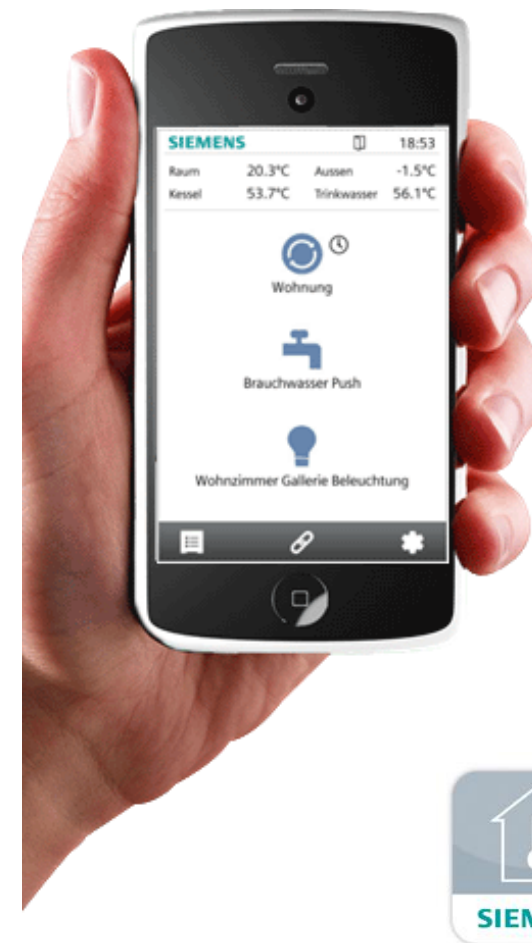 SIEMENS 18:53
Raum 20.3°C Aussen -1.5°C
Kessel 53.7°C Trinkwasser 56.1°C
Wohnung
Brauchwasser Push
Wohnzimmer Gallerie Beleuchtung